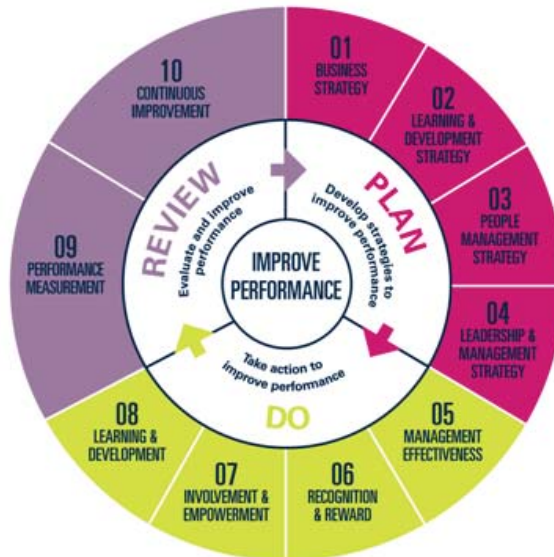 01
BUSINESS
STRATEGY
02
LEARNING &
DEVELOPMENT
STRATEGY
03
PEOPLE
MANAGEMENT
STRATEGY
04
LEADERSHIP &
MANAGEMENT
STRATEGY
05
MANAGEMENT
EFFECTIVENESS
06
RECOGNITION
& REWARD
07
INVOLVEMENT &
EMPOWERMENT
08
LEARNING &
DEVELOPMENT
09
PERFORMANCE
MEASUREMENT
10
CONTINUOUS
IMPROVEMENT
PLAN
Develop strategies to
improve performance
DO
Take action to
improve performance
REVIEW
Evaluate and improve
performance
IMPROVE
PERFORMANCE